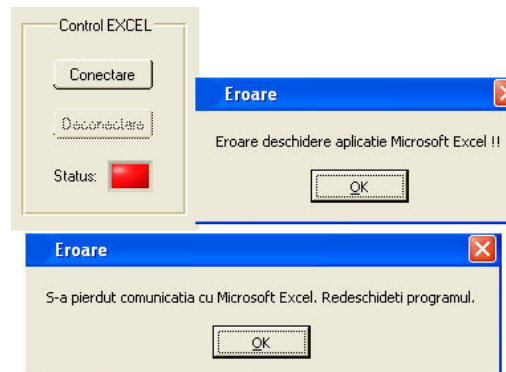 Control EXCEL
Conectare
Deconectare
Status:
Eroare
Eroare deschidere aplicatie Microsoft Excel !!
OK
Eroare
S-a pierdut comunicatia cu Microsoft Excel. Redeschideti programul.
OK